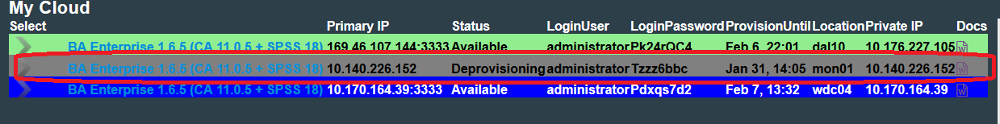 My Cloud
Select Primary IP Status LoginUser LoginPassword ProvisionUntil Location Private IP Docs
BA Enterprise 1.6.5 (CA 11.0.5 + SPSS 18) 169.46.107.144:3333 Available administrator Pk24rQC4 Feb 6, 22:01 dal10 10.176.227.105
BA Enterprise 1.6.5 (CA 11.0.5 + SPSS 18) 10.140.226.152 Deprovisioning administrator Tzzz6bbc Jan 31, 14:05 mon01 10.140.226.152
BA Enterprise 1.6.5 (CA 11.0.5 + SPSS 18) 10.170.164.39:3333 Available administrator Pdxqs7d2 Feb 7, 13:32 wdc04 10.170.164.39